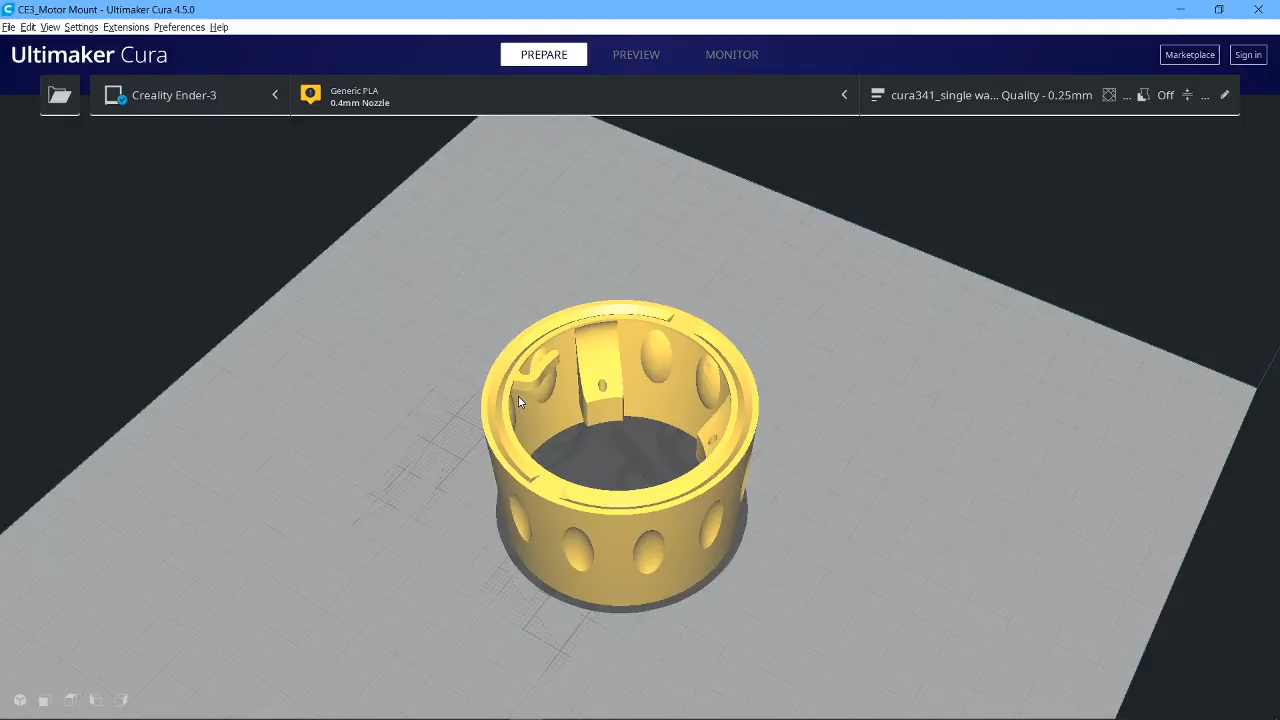 CE3_Motor Mount - Ultimaker Cura 4.5.0
File Edit View Settings Extensions Preferences Help
Ultimaker Cura
PREPARE
PREVIEW
MONITOR
Marketplace
Sign in
Creality Ender-3
1
Generic PLA
0.4mm Nozzle
cura341_single wa... Quality - 0.25mm
...
Off
...